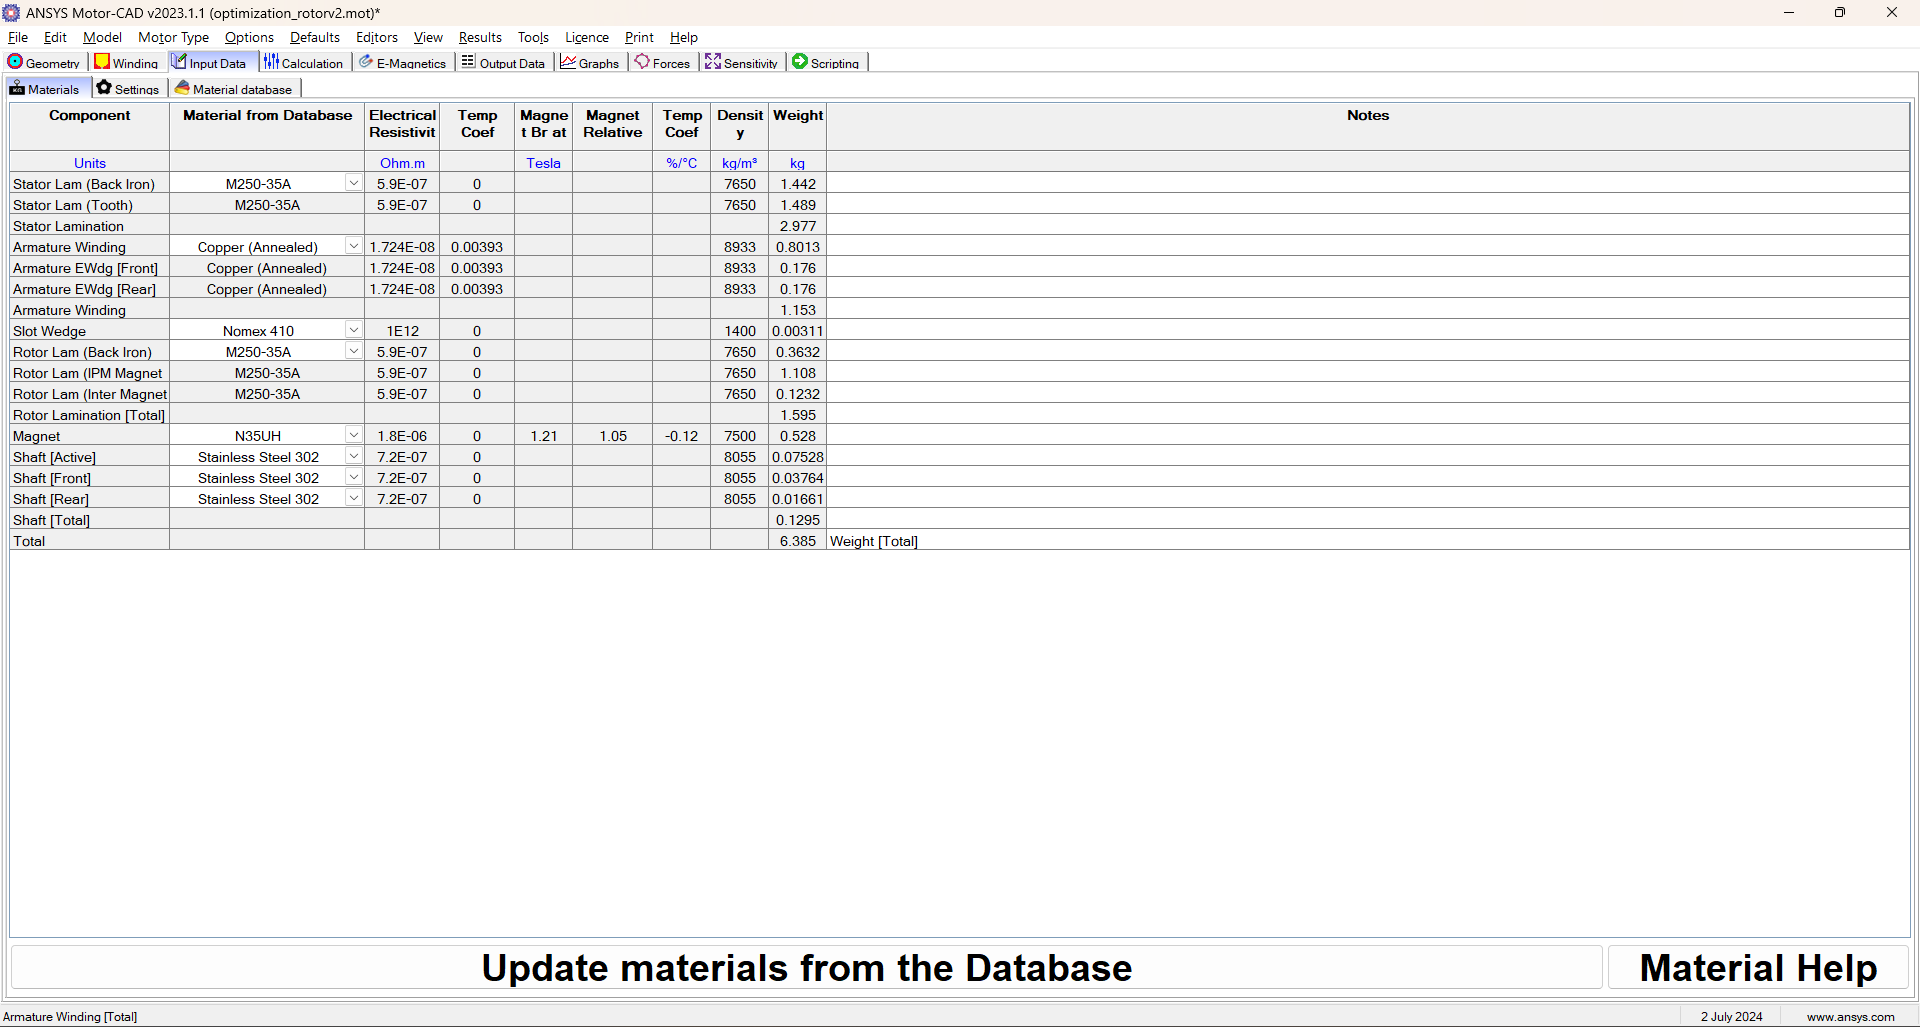 ANSYS Motor-CAD v2023.1.1 (optimization_rotorv2.mot)*
File Edit Model Motor Type Options Defaults Editors View Results Tools Licence Print Help
Geometry Winding Input Data Calculation E-Magnetics Output Data Graphs Forces Sensitivity Scripting
Materials Settings Material database
Component Material from Database Electrical Resistivit Temp Coef Magne t Br at Magnet Relative Temp Coef Densit y Weight Notes
Units Ohm.m Tesla %/°C kg/m³ kg
Stator Lam (Back Iron) M250-35A 5.9E-07 0 7650 1.442
Stator Lam (Tooth) M250-35A 5.9E-07 0 7650 1.489
Stator Lamination 2.977
Armature Winding Copper (Annealed) 1.724E-08 0.00393 8933 0.8013
Armature EWdg [Front] Copper (Annealed) 1.724E-08 0.00393 8933 0.176
Armature EWdg [Rear] Copper (Annealed) 1.724E-08 0.00393 8933 0.176
Armature Winding 1.153
Slot Wedge Nomex 410 1E12 0 1400 0.00311
Rotor Lam (Back Iron) M250-35A 5.9E-07 0 7650 0.3632
Rotor Lam (IPM Magnet M250-35A 5.9E-07 0 7650 1.108
Rotor Lam (Inter Magnet M250-35A 5.9E-07 0 7650 0.1232
Rotor Lamination [Total] 1.595
Magnet N35UH 1.8E-06 0 1.21 1.05 -0.12 7500 0.528
Shaft [Active] Stainless Steel 302 7.2E-07 0 8055 0.07528
Shaft [Front] Stainless Steel 302 7.2E-07 0 8055 0.03764
Shaft [Rear] Stainless Steel 302 7.2E-07 0 8055 0.01661
Shaft [Total] 0.1295
Total 6.385 Weight [Total]
Update materials from the Database Material Help
Armature Winding [Total] 2 July 2024 www.ansys.com